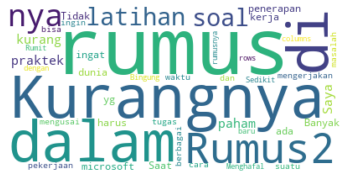 nya latihan soal Tidak ingin bisa penerapan kerja
kurang rumus di ingat dunia rows columns masalah
praktek Rumit rumusnya mengerjakan
dengan Bingung waktu dan Sedikit
Kurangnya Saya
dalam Rumus2
mengusai harus tugas yg paham ada baru Banyak
pekerjaan microsoft Saat berbagai cara Menghafal suatu